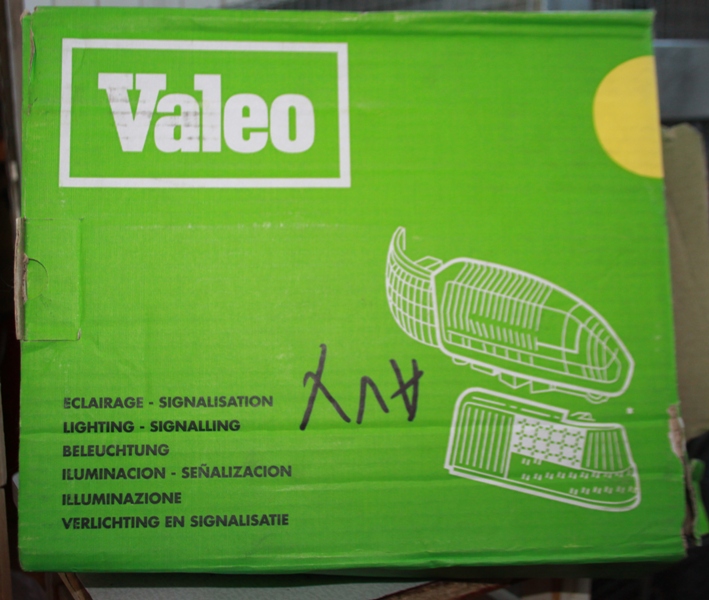 Valeo
ECLAIRAGE - SIGNALISATION
LIGHTING - SIGNALLING
BELEUCHTUNG
ILUMINACION - SEÑALIZACION
ILLUMINAZIONE
VERLICHTING EN SIGNALISATIE